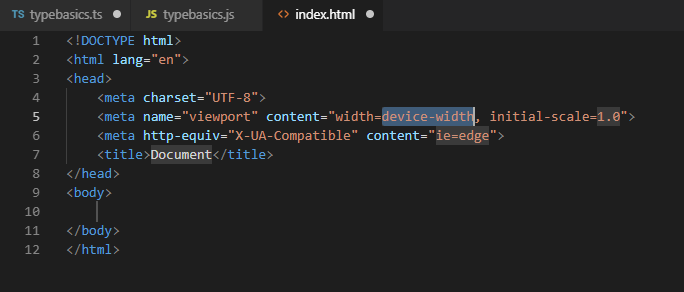 TS typebasics.ts JS typebasics.js <> index.html
1 <!DOCTYPE html>
2 <html lang="en">
3 <head>
4     <meta charset="UTF-8">
5     <meta name="viewport" content="width=device-width, initial-scale=1.0">
6     <meta http-equiv="X-UA-Compatible" content="ie=edge">
7     <title>Document</title>
8 </head>
9 <body>
10
11 </body>
12 </html>